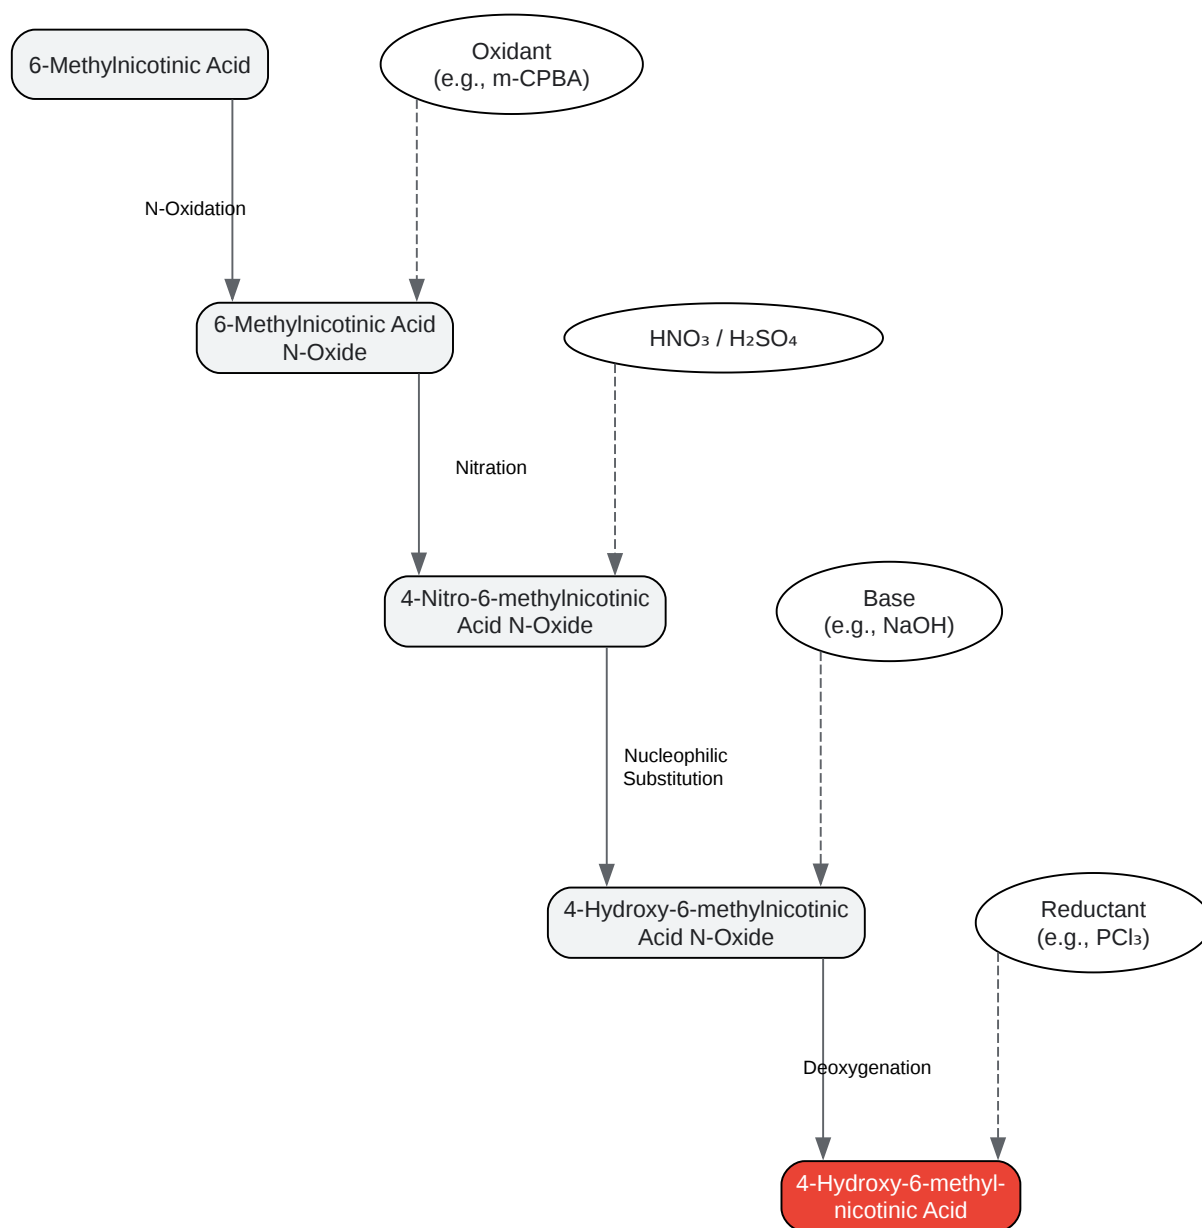 6-Methylnicotinic Acid
Oxidant
(e.g., m-CPBA)
N-Oxidation
6-Methylnicotinic Acid
N-Oxide
HNO₃ / H₂SO₄
Nitration
4-Nitro-6-methylnicotinic
Acid N-Oxide
Base
(e.g., NaOH)
Nucleophilic
Substitution
4-Hydroxy-6-methylnicotinic
Acid N-Oxide
Reductant
(e.g., PCl₃)
Deoxygenation
4-Hydroxy-6-methyl-
nicotinic Acid